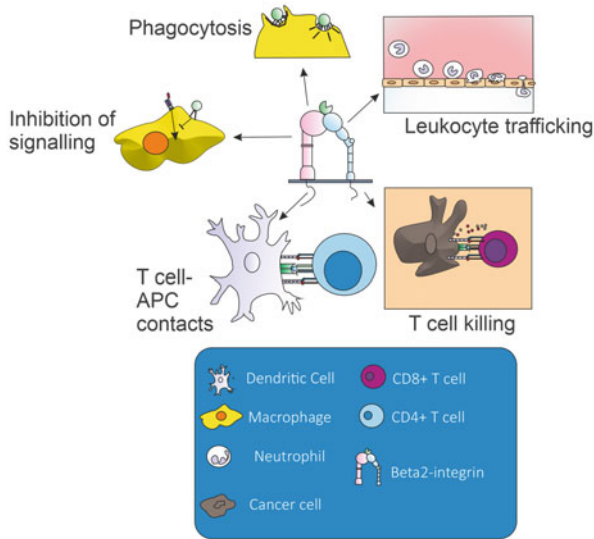 Phagocytosis
Inhibition of
signalling
Leukocyte trafficking
T cell-
APC
contacts
T cell killing
Dendritic Cell
CD8+ T cell
Macrophage
CD4+ T cell
Neutrophil
Beta2-integrin
Cancer cell